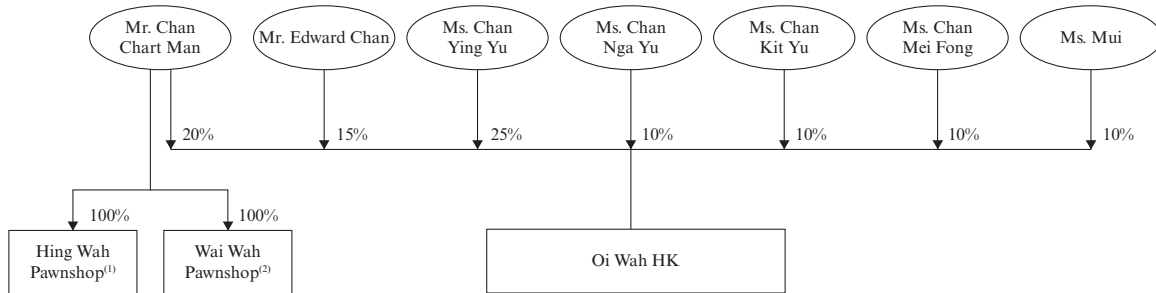 Mr. Chan
Chart Man
Mr. Edward Chan
Ms. Chan
Ying Yu
Ms. Chan
Nga Yu
Ms. Chan
Kit Yu
Ms. Chan
Mei Fong
Ms. Mui
20%
15%
25%
10%
10%
10%
10%
100%
100%
Hing Wah
Pawnshop(1)
Wai Wah
Pawnshop(2)
Oi Wah HK